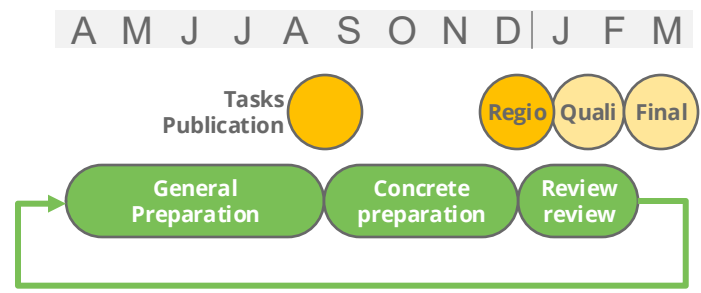 A M J J A S O N D J F M
Tasks
Publication
Regio Quali Final
General
Preparation
Concrete
preparation
Review
review